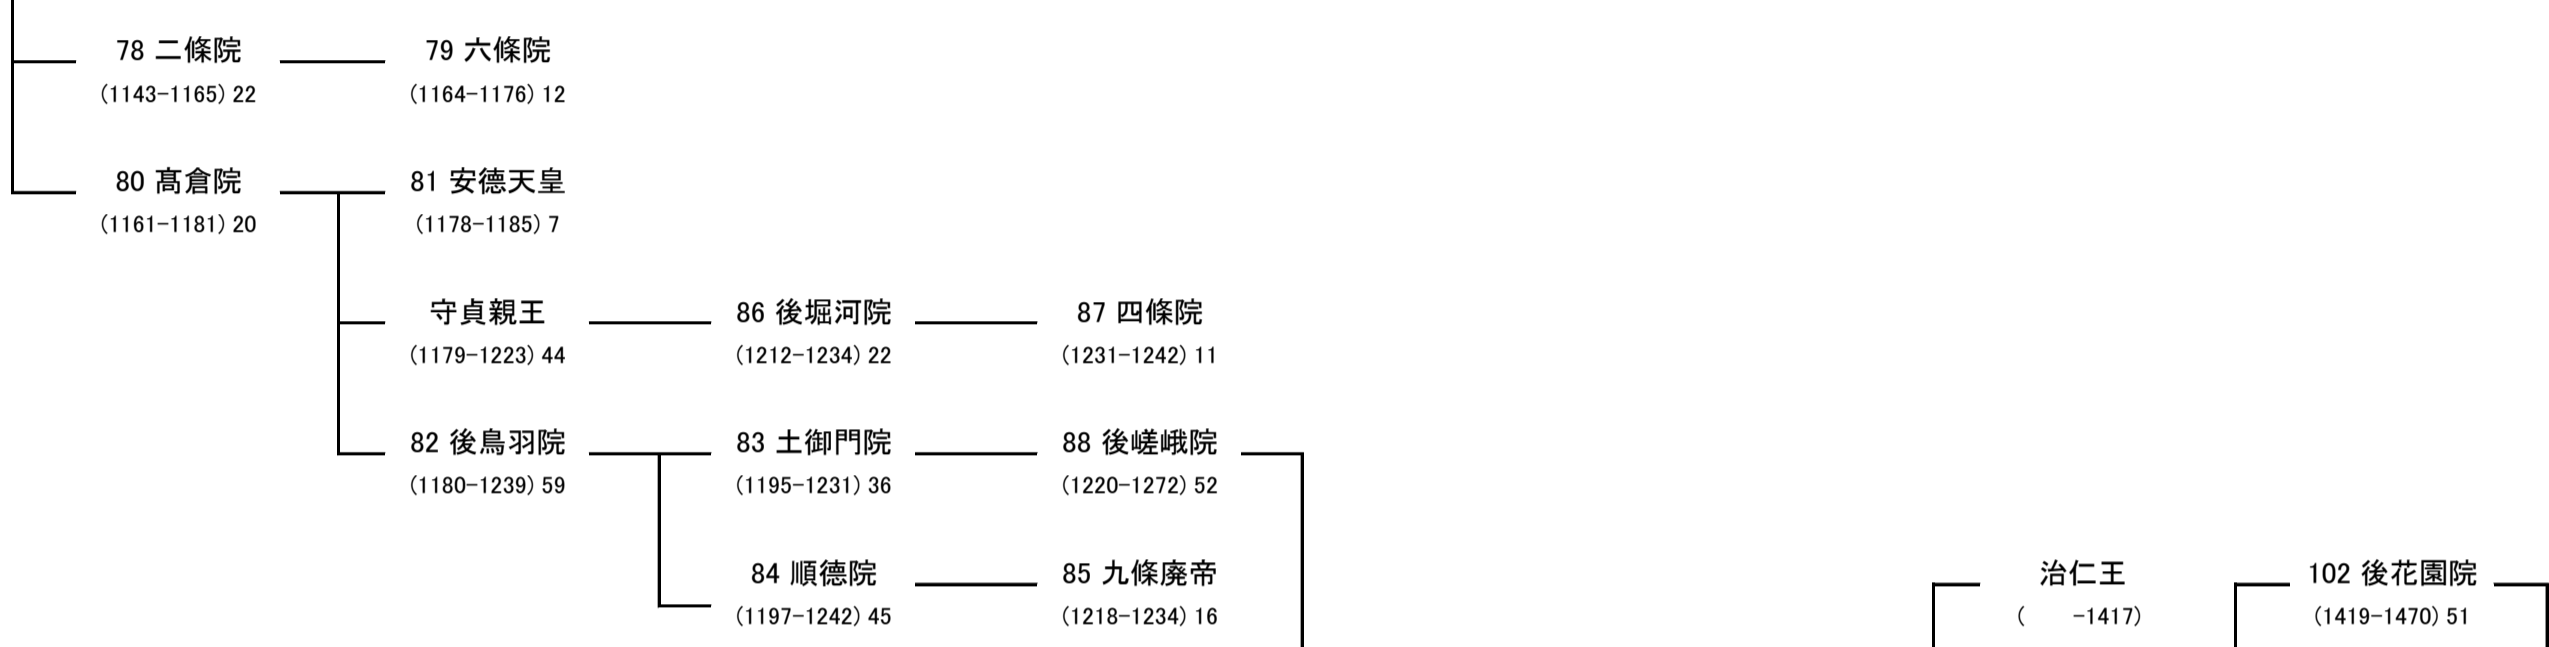 78 二條院
(1143-1165) 22
79 六條院
(1164-1176) 12
80 髙倉院
(1161-1181) 20
81 安德天皇
(1178-1185) 7
守貞親王
(1179-1223) 44
86 後堀河院
(1212-1234) 22
87 四條院
(1231-1242) 11
82 後鳥羽院
(1180-1239) 59
83 土御門院
(1195-1231) 36
88 後嵯峨院
(1220-1272) 52
84 順德院
(1197-1242) 45
85 九條廃帝
(1218-1234) 16
治仁王
(    -1417)
102 後花園院
(1419-1470) 51